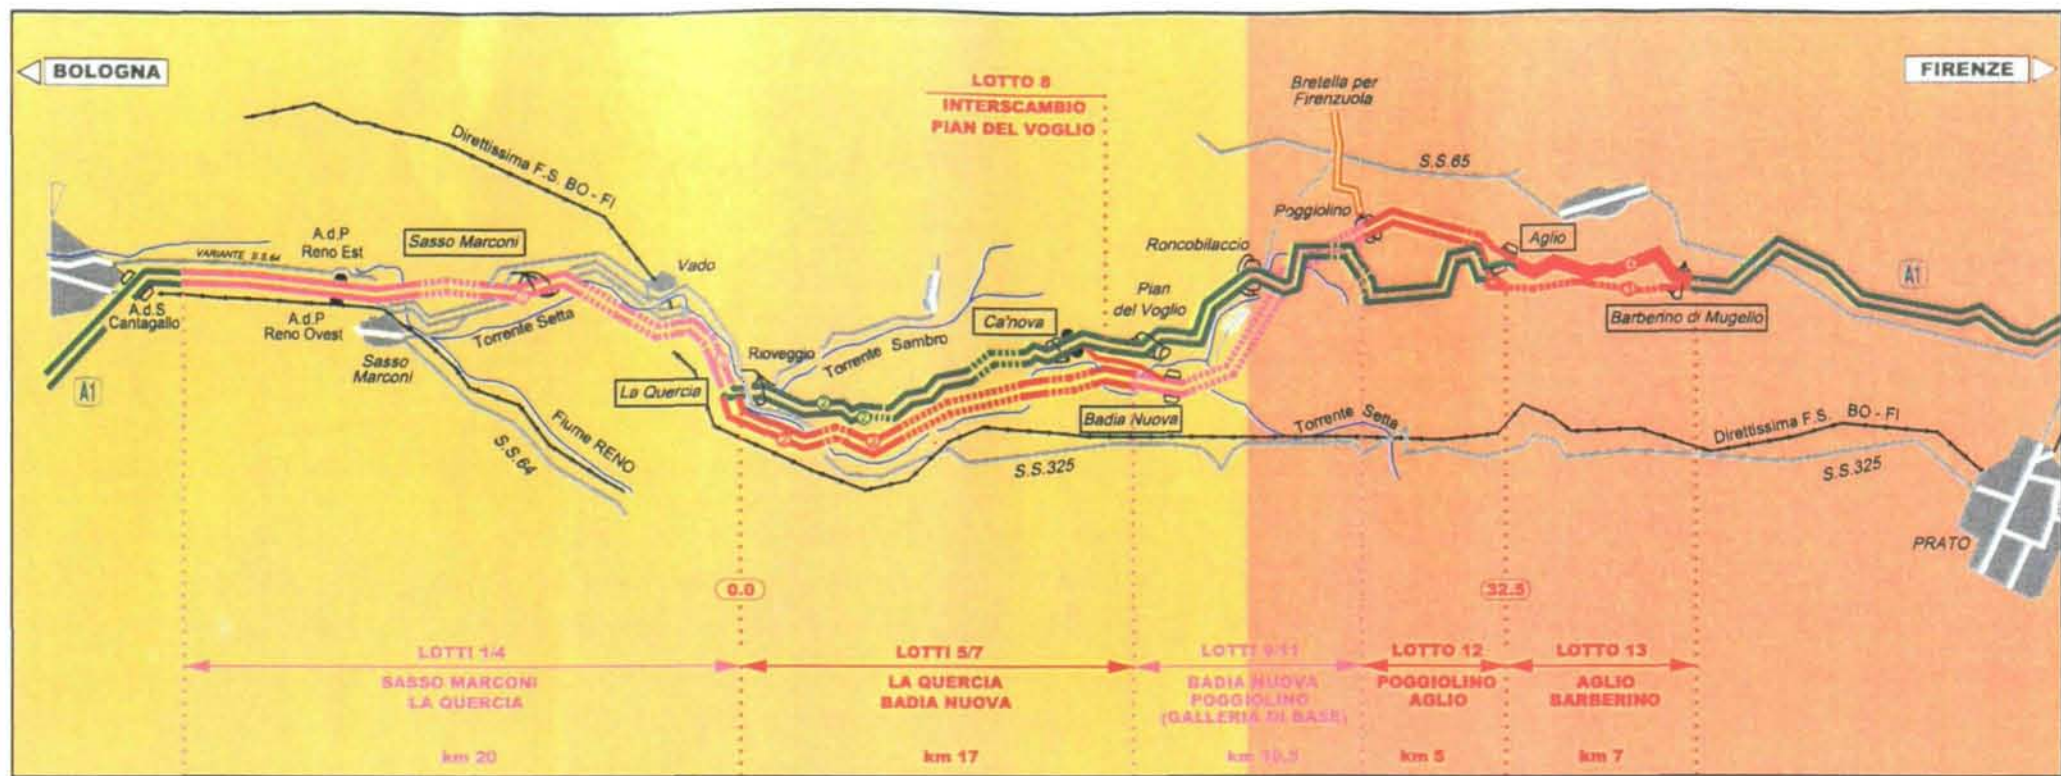 BOLOGNA
FIRENZE
LOTTO 8
INTERSCAMBIO
PIAN DEL VOGLIO
Bretella per
Firenzuola
Direttissima F.S. BO - FI
S.S.65
A.d.P
Reno Est
Sasso Marconi
VARIANTE S.S.64
Vado
Poggiolino
Aglio
Roncobilaccio
A1
A.d.S
Cantagallo
A.d.P
Reno Ovest
Torrente Setta
Pian
del Voglio
Ca'nova
Barberino di Mugello
Sasso
Marconi
Rioveggio
Torrente Sambro
A1
La Quercia
Badia Nuova
Torrente Setta
Direttissima F.S. BO - FI
Fiume RENO
S.S.64
S.S.325
S.S.325
PRATO
0.0
32.5
LOTTI 1/4
SASSO MARCONI
LA QUERCIA
km 20
LOTTI 5/7
LA QUERCIA
BADIA NUOVA
km 17
LOTTI 9/11
BADIA NUOVA
POGGIOLINO
(GALLERIA DI BASE)
km 10.5
LOTTO 12
POGGIOLINO
AGLIO
km 5
LOTTO 13
AGLIO
BARBERINO
km 7